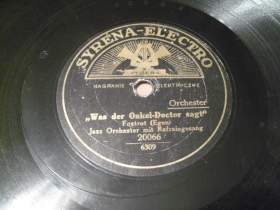 SYRENA-ELECTRO
NAGRANIE ELEKTRYCZNE
Orchester
„Was der Onkel-Doctor sagt"
Foxtrot (Egen)
Jazz Orchester mit Refraingesang
20066
6309